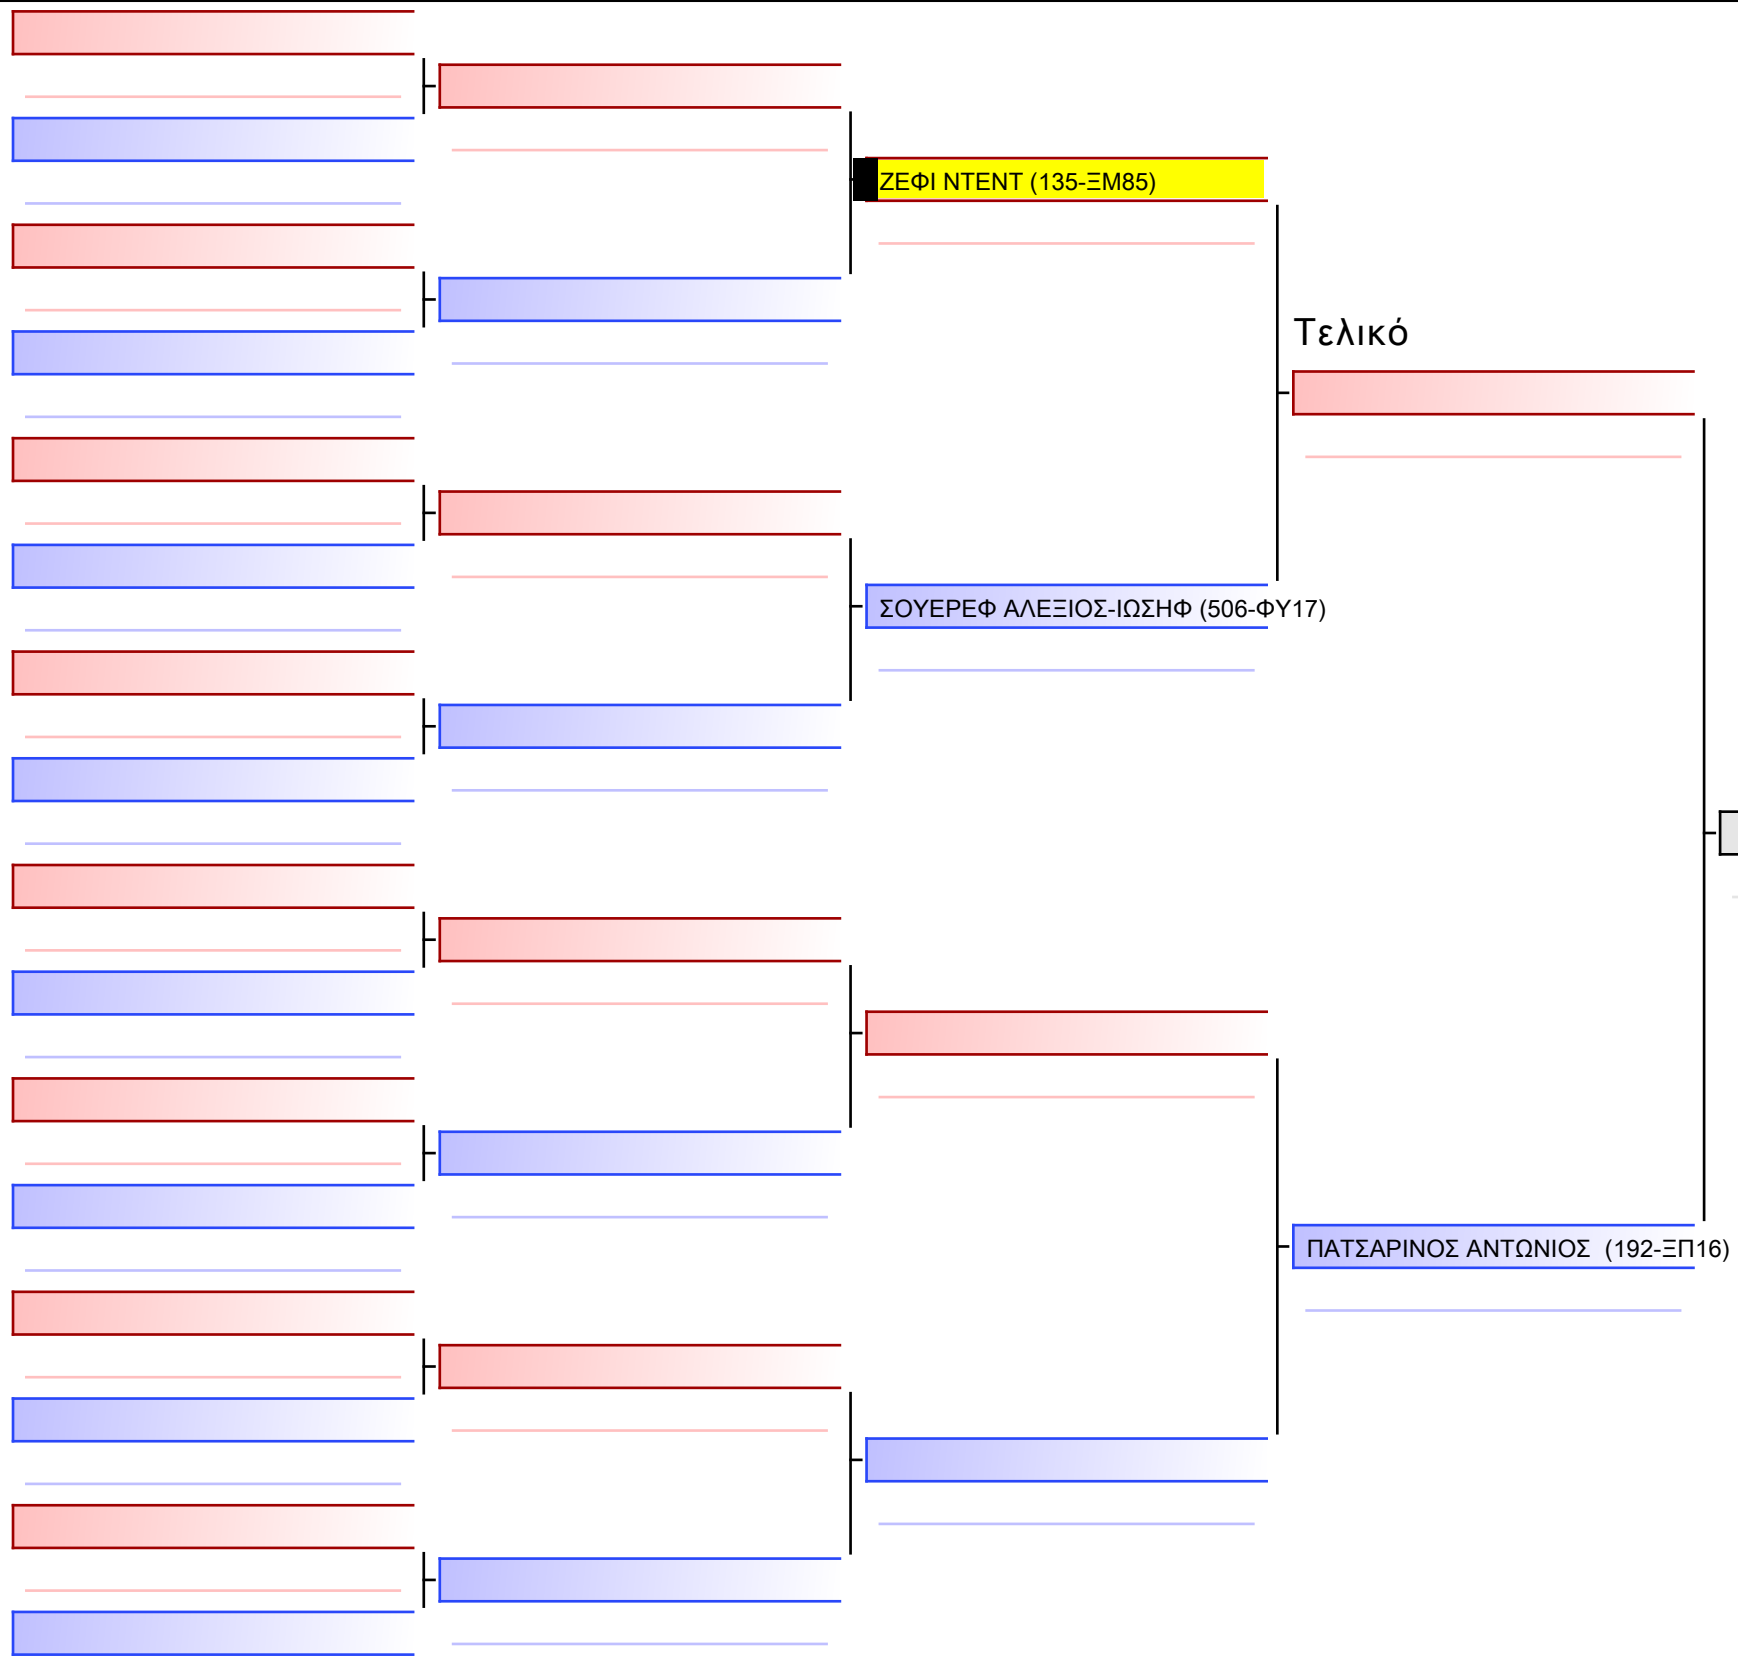 ΖΕΦΙ ΝΤΕΝΤ (135-ΞΜ85)
Τελικό
ΣΟΥΕΡΕΦ ΑΛΕΞΙΟΣ-ΙΩΣΗΦ (506-ΦΥ17)
ΠΑΤΣΑΡΙΝΟΣ ΑΝΤΩΝΙΟΣ  (192-ΞΠ16)